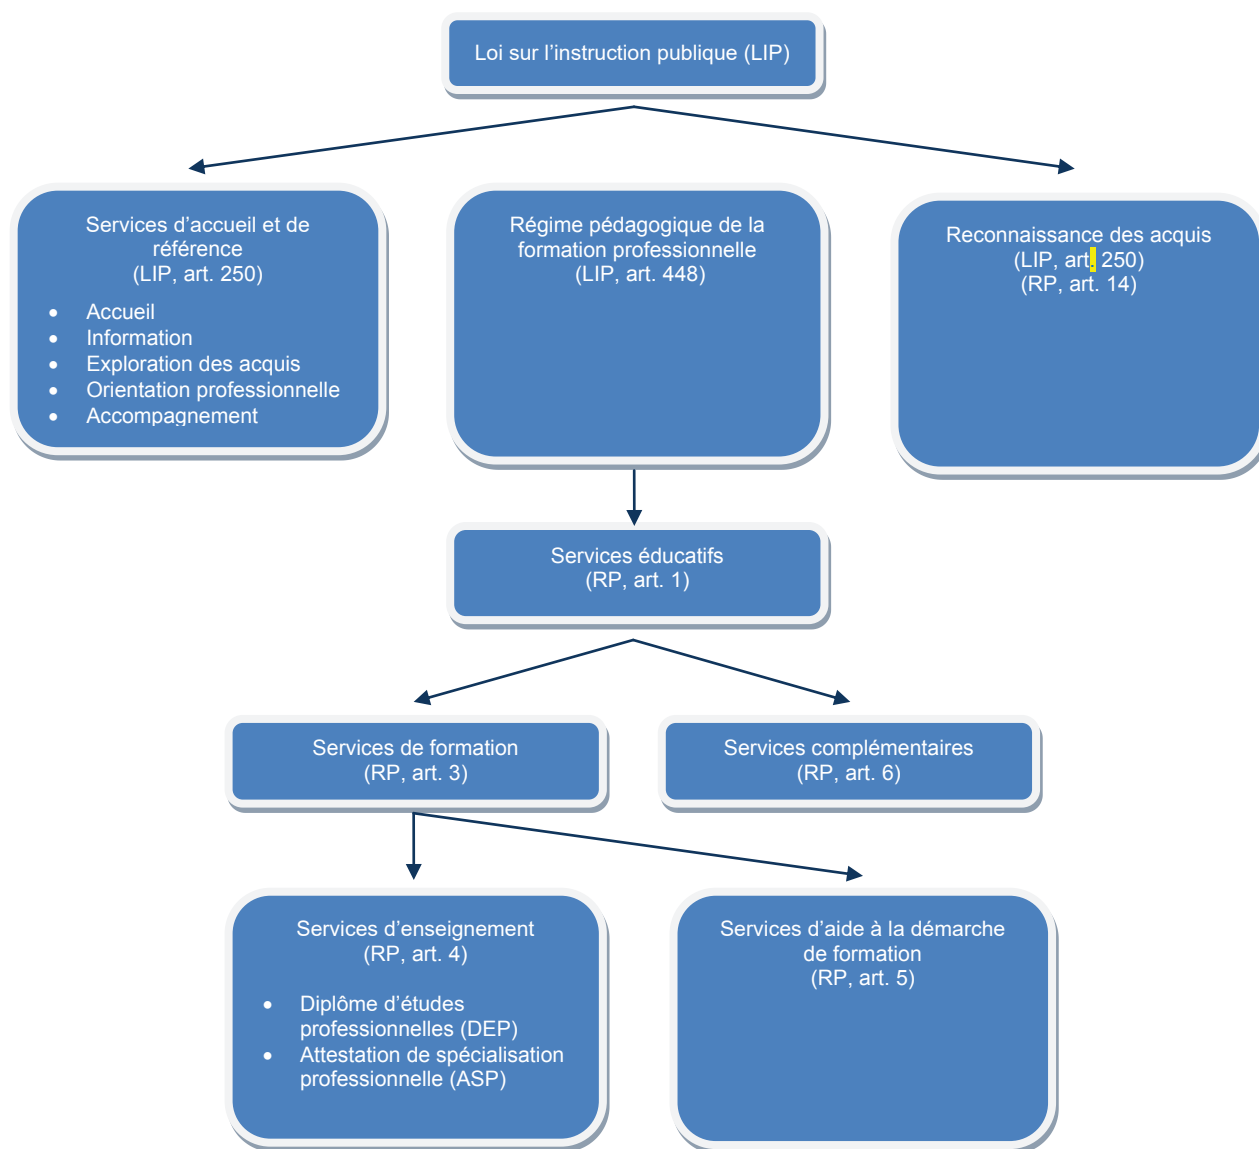 Loi sur l’instruction publique (LIP)
Services d’accueil et de
référence
(LIP, art. 250)
• Accueil
• Information
• Exploration des acquis
• Orientation professionnelle
• Accompagnement
Régime pédagogique de la
formation professionnelle
(LIP, art. 448)
Reconnaissance des acquis
(LIP, art. 250)
(RP, art. 14)
Services éducatifs
(RP, art. 1)
Services de formation
(RP, art. 3)
Services complémentaires
(RP, art. 6)
Services d’enseignement
(RP, art. 4)
• Diplôme d’études
professionnelles (DEP)
• Attestation de spécialisation
professionnelle (ASP)
Services d’aide à la démarche
de formation
(RP, art. 5)